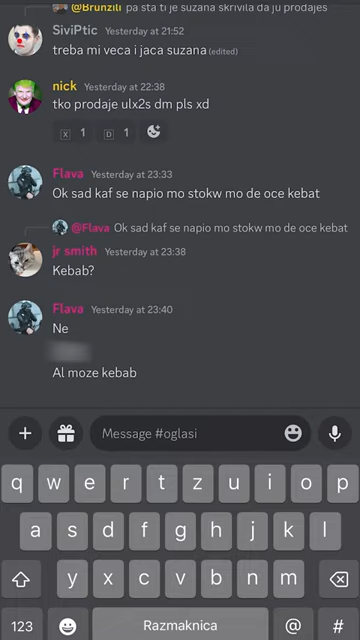 @Brunzili pa sta ti je suzana skrivila da ju prodajes
SiviPtic Yesterday at 21:52
treba mi veca i jaca suzana (edited)
nick Yesterday at 22:38
tko prodaje ulx2s dm pls xd
X 1 D 1
Flava Yesterday at 23:33
Ok sad kaf se napio mo stokw mo de oce kebat
@Flava Ok sad kaf se napio mo stokw mo de oce kebat
jr smith Yesterday at 23:38
Kebab?
Flava Yesterday at 23:40
Ne
Al moze kebab
Message #oglasi
q w e r t z u i o p
a s d f g h j k l
y x c v b n m
123 Razmaknica @ #